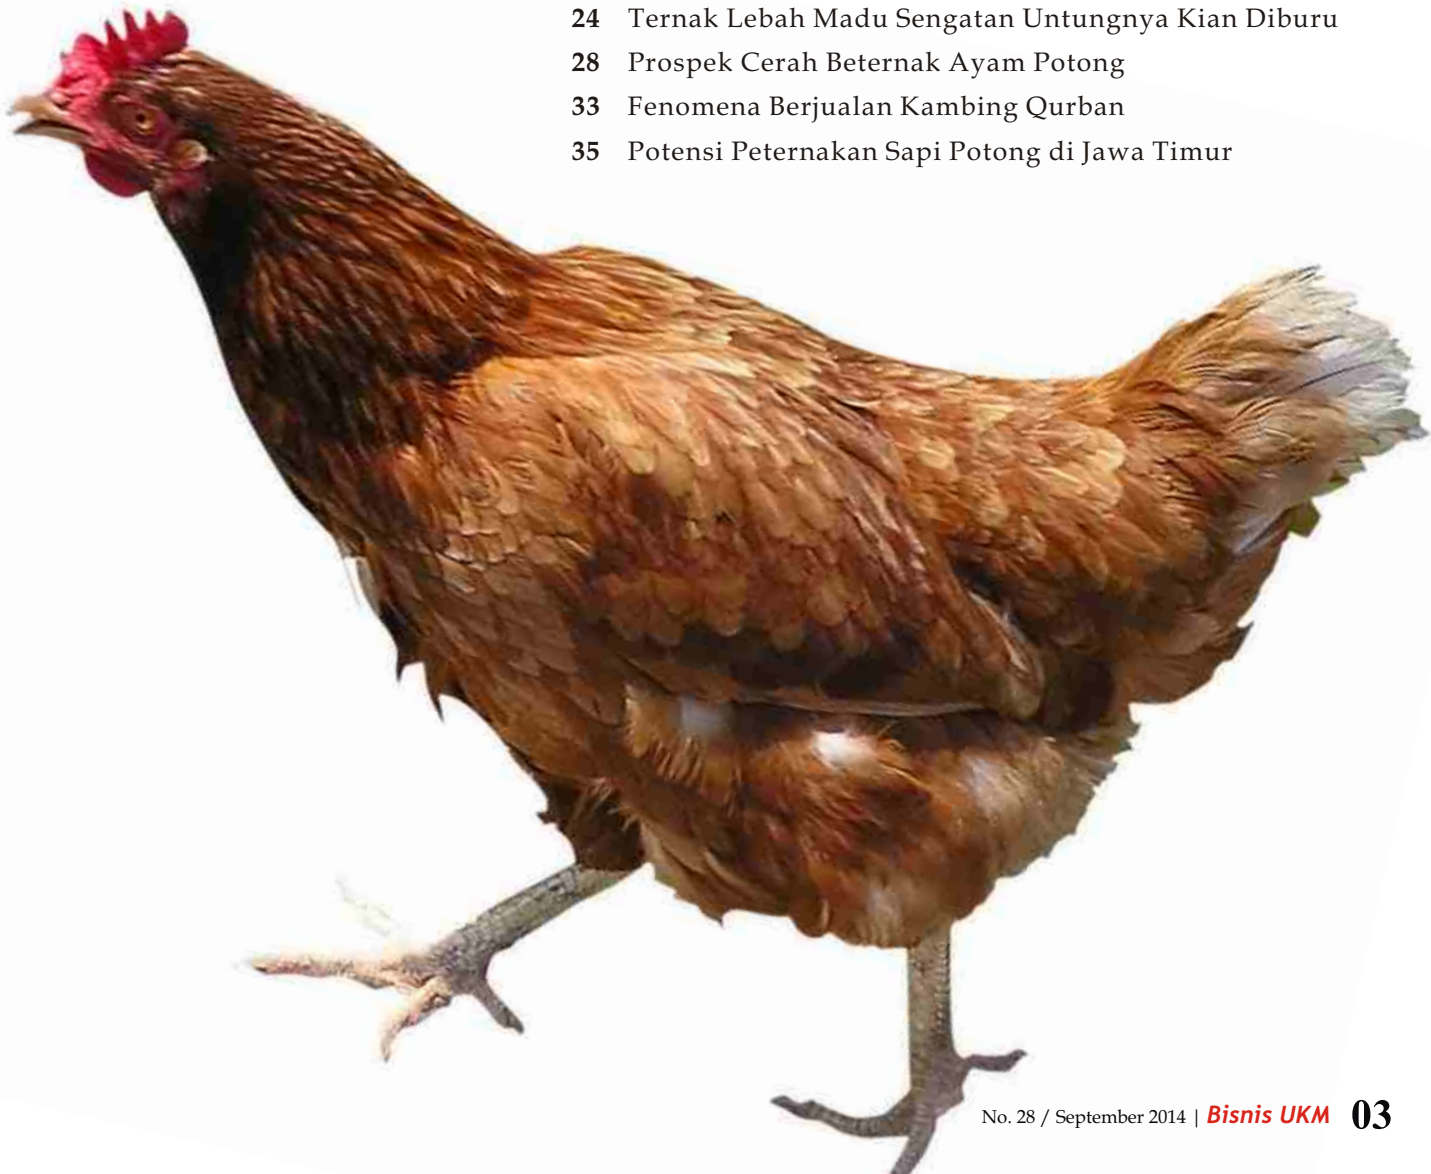 24 Ternak Lebah Madu Sengatan Untungnya Kian Diburu
28 Prospek Cerah Beternak Ayam Potong
33 Fenomena Berjualan Kambing Qurban
35 Potensi Peternakan Sapi Potong di Jawa Timur
No. 28 / September 2014 | Bisnis UKM 03